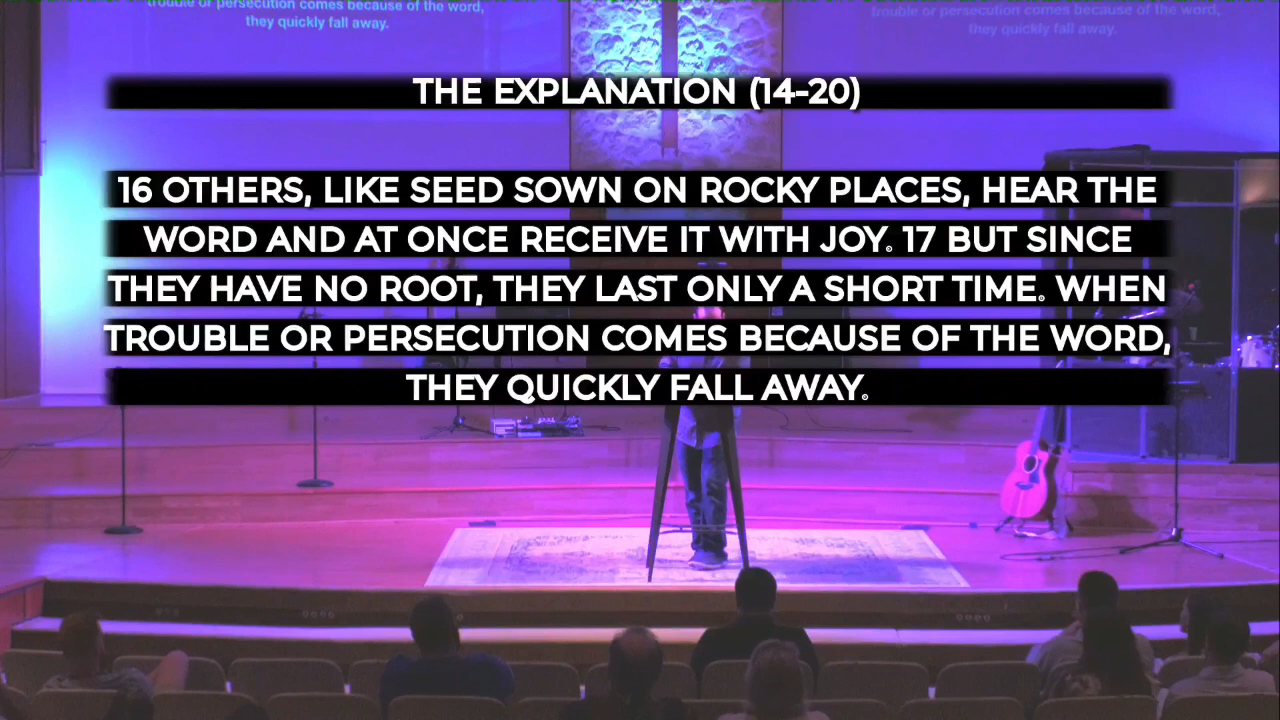 trouble or persecution comes because of the word,
they quickly fall away.
trouble or persecution comes because of the word,
they quickly fall away.
THE EXPLANATION (14-20)
16 OTHERS, LIKE SEED SOWN ON ROCKY PLACES, HEAR THE
WORD AND AT ONCE RECEIVE IT WITH JOY. 17 BUT SINCE
THEY HAVE NO ROOT, THEY LAST ONLY A SHORT TIME. WHEN
TROUBLE OR PERSECUTION COMES BECAUSE OF THE WORD,
THEY QUICKLY FALL AWAY.